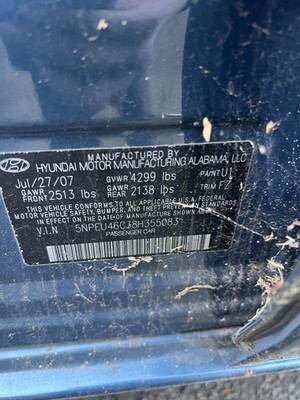 MANUFACTURED BY
HYUNDAI MOTOR MANUFACTURING ALABAMA, LLC
Jul/27/07 GVWR 4299 lbs PAINT U1
GAWR FRONT 2513 lbs GAWR REAR 2138 lbs TRIM FZ
THIS VEHICLE CONFORMS TO ALL APPLICABLE U.S.A. FEDERAL
MOTOR VEHICLE SAFETY, BUMPER, AND THEFT PREVENTION STANDARDS
IN EFFECT ON THE DATE OF MANUFACTURE SHOWN ABOVE.
V.I.N 5NPEU46C38H355083
PASSENGER CAR